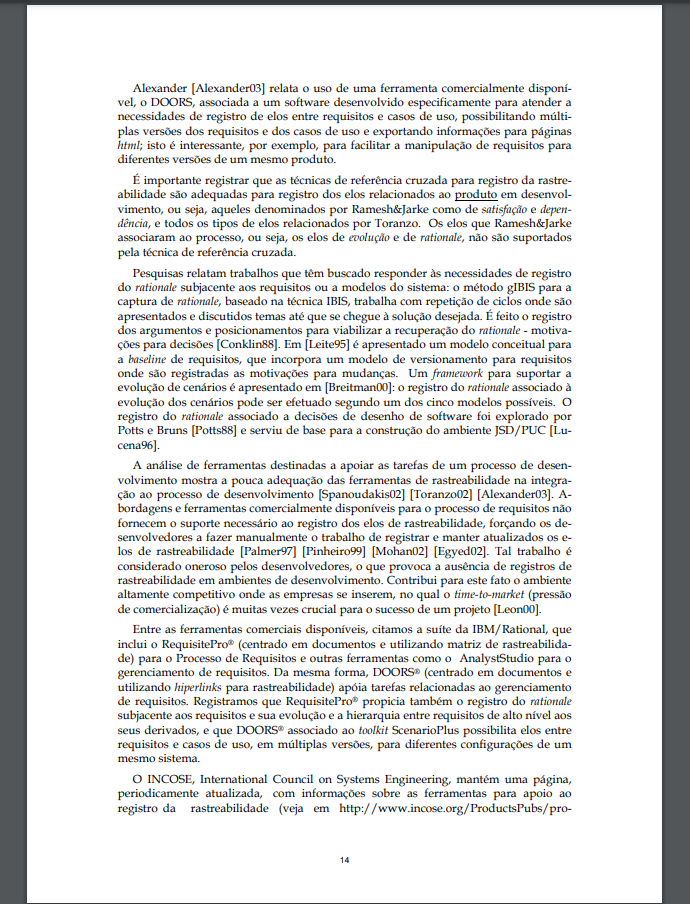 Alexander [Alexander03] relata o uso de uma ferramenta comercialmente disponí-
vel, o DOORS, associada a um software desenvolvido especificamente para atender a
necessidades de registro de elos entre requisitos e casos de uso, possibilitando múlti-
plas versões dos requisitos e dos casos de uso e exportando informações para páginas
html; isto é interessante, por exemplo, para facilitar a manipulação de requisitos para
diferentes versões de um mesmo produto.
É importante registrar que as técnicas de referência cruzada para registro da rastre-
abilidade são adequadas para registro dos elos relacionados ao produto em desenvol-
vimento, ou seja, aqueles denominados por Ramesh&Jarke como de satisfação e depen-
dência, e todos os tipos de elos relacionados por Toranzo. Os elos que Ramesh&Jarke
associaram ao processo, ou seja, os elos de evolução e de rationale, não são suportados
pela técnica de referência cruzada.
Pesquisas relatam trabalhos que têm buscado responder às necessidades de registro
do rationale subjacente aos requisitos ou a modelos do sistema: o método gIBIS para a
captura de rationale, baseado na técnica IBIS, trabalha com repetição de ciclos onde são
apresentados e discutidos temas até que se chegue à solução desejada. É feito o registro
dos argumentos e posicionamentos para viabilizar a recuperação do rationale - motiva-
ções para decisões [Conklin88]. Em [Leite95] é apresentado um modelo conceitual para
a baseline de requisitos, que incorpora um modelo de versionamento para requisitos
onde são registradas as motivações para mudanças. Um framework para suportar a
evolução de cenários é apresentado em [Breitman00]: o registro do rationale associado à
evolução dos cenários pode ser efetuado segundo um dos cinco modelos possíveis. O
registro do rationale associado a decisões de desenho de software foi explorado por
Potts e Bruns [Potts88] e serviu de base para a construção do ambiente JSD/PUC [Lu-
cena96].
A análise de ferramentas destinadas a apoiar as tarefas de um processo de desen-
volvimento mostra a pouca adequação das ferramentas de rastreabilidade na integra-
ção ao processo de desenvolvimento [Spanoudakis02] [Toranzo02] [Alexander03]. A-
bordagens e ferramentas comercialmente disponíveis para o processo de requisitos não
fornecem o suporte necessário ao registro dos elos de rastreabilidade, forçando os de-
senvolvedores a fazer manualmente o trabalho de registrar e manter atualizados os e-
los de rastreabilidade [Palmer97] [Pinheiro99] [Mohan02] [Egyed02]. Tal trabalho é
considerado oneroso pelos desenvolvedores, o que provoca a ausência de registros de
rastreabilidade em ambientes de desenvolvimento. Contribui para este fato o ambiente
altamente competitivo onde as empresas se inserem, no qual o time-to-market (pressão
de comercialização) é muitas vezes crucial para o sucesso de um projeto [Leon00].
Entre as ferramentas comerciais disponíveis, citamos a suíte da IBM/Rational, que
inclui o RequisitePro® (centrado em documentos e utilizando matriz de rastreabilida-
de) para o Processo de Requisitos e outras ferramentas como o AnalystStudio para o
gerenciamento de requisitos. Da mesma forma, DOORS® (centrado em documentos e
utilizando hiperlinks para rastreabilidade) apóia tarefas relacionadas ao gerenciamento
de requisitos. Registramos que RequisitePro® propicia também o registro do rationale
subjacente aos requisitos e sua evolução e a hierarquia entre requisitos de alto nível aos
seus derivados, e que DOORS® associado ao toolkit ScenarioPlus possibilita elos entre
requisitos e casos de uso, em múltiplas versões, para diferentes configurações de um
mesmo sistema.
O INCOSE, International Council on Systems Engineering, mantém uma página,
periodicamente atualizada, com informações sobre as ferramentas para apoio ao
registro da rastreabilidade (veja em http://www.incose.org/ProductsPubs/pro-
14